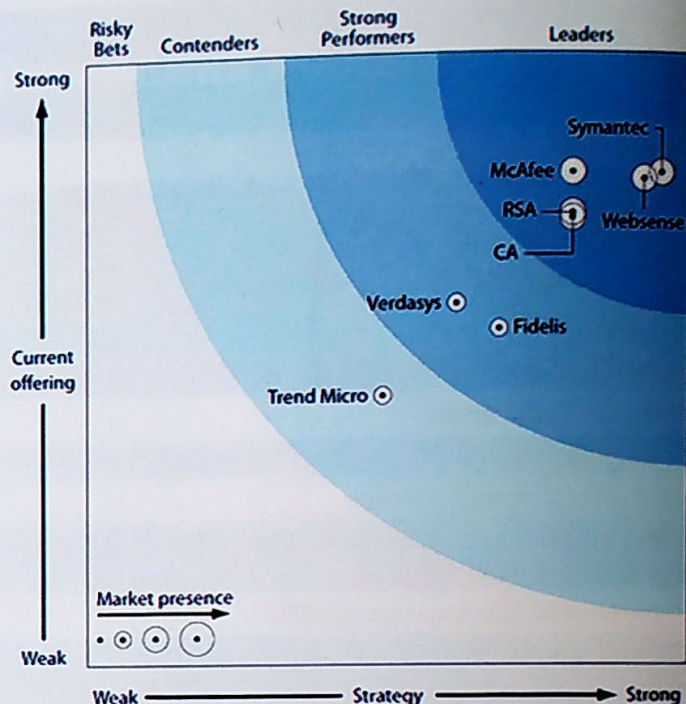 Risky
Bets
Contenders
Strong
Performers
Leaders
Strong
Current
offering
Weak
Symantec
McAfee
RSA
Websense
CA
Verdasys
Fidelis
Trend Micro
Market presence
Weak
Strategy
Strong